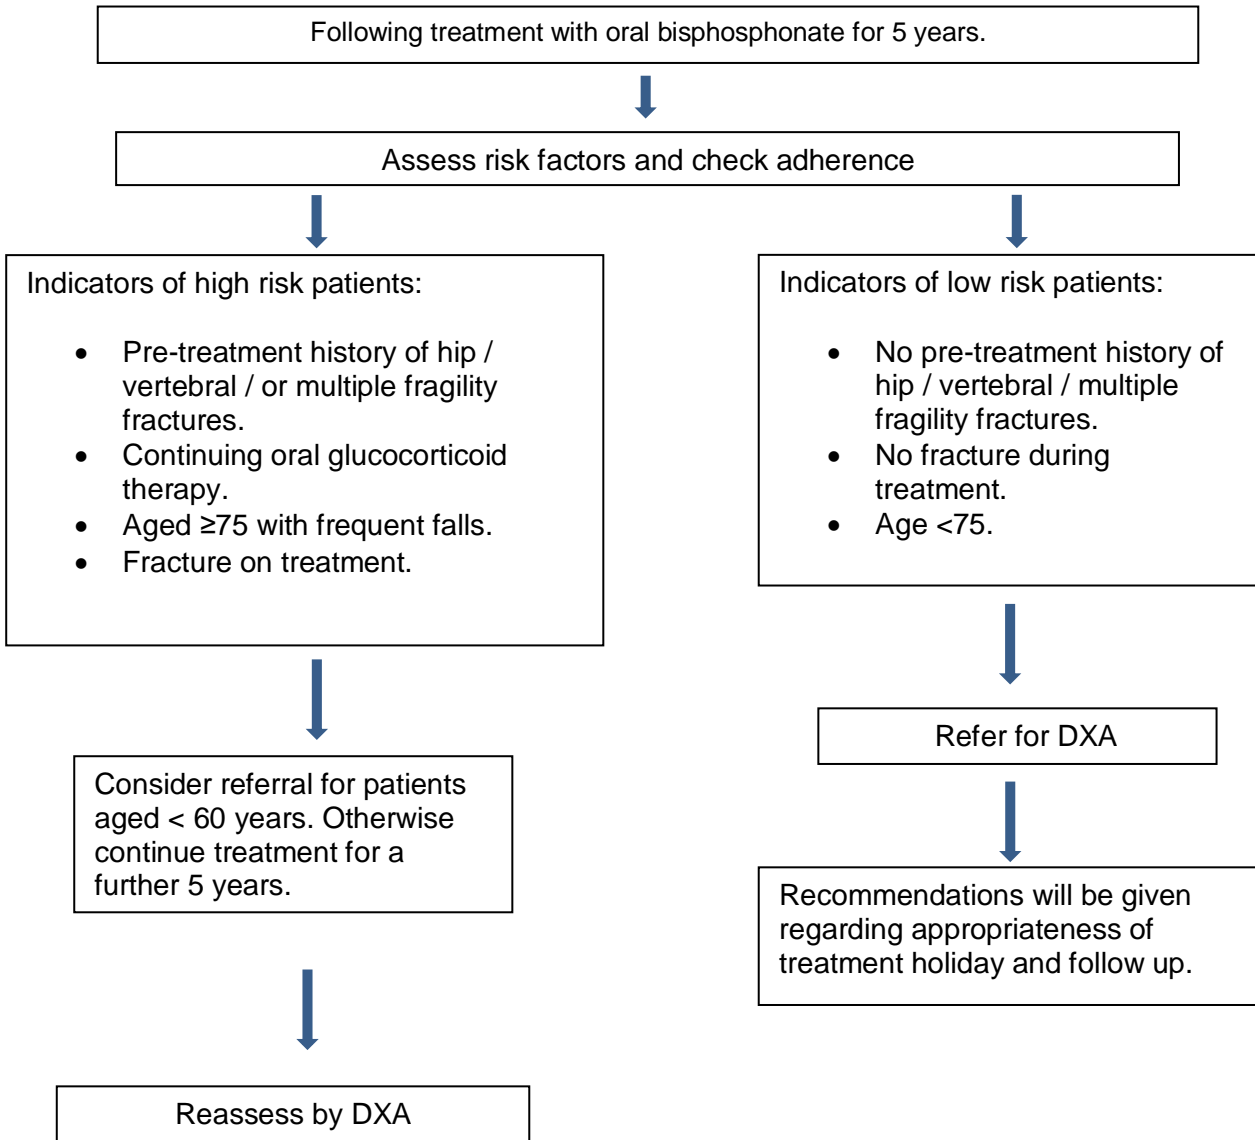 Following treatment with oral bisphosphonate for 5 years.
Assess risk factors and check adherence
Indicators of high risk patients:
• Pre-treatment history of hip /
vertebral / or multiple fragility
fractures.
• Continuing oral glucocorticoid
therapy.
• Aged ≥75 with frequent falls.
• Fracture on treatment.
Indicators of low risk patients:
• No pre-treatment history of
hip / vertebral / multiple
fragility fractures.
• No fracture during
treatment.
• Age <75.
Consider referral for patients
aged < 60 years. Otherwise
continue treatment for a
further 5 years.
Reassess by DXA
Refer for DXA
Recommendations will be given
regarding appropriateness of
treatment holiday and follow up.